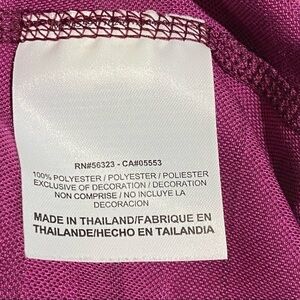 RN#56323 - CA#05553
100% POLYESTER / POLYESTER / POLIESTER
EXCLUSIVE OF DECORATION / DECORATION
NON COMPRISE / NO INCLUYE LA
DECORACION
MADE IN THAILAND/FABRIQUE EN
THAILANDE/HECHO EN TAILANDIA